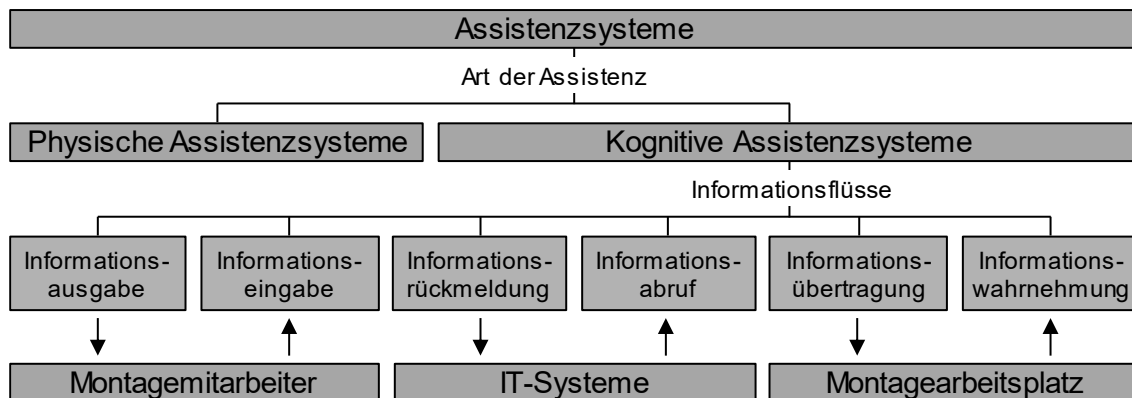 Assistenzsysteme
Art der Assistenz
Physische Assistenzsysteme
Kognitive Assistenzsysteme
Informationsflüsse
Informations-
ausgabe
Informations-
eingabe
Informations-
rückmeldung
Informations-
abruf
Informations-
übertragung
Informations-
wahrnehmung
Montagemitarbeiter
IT-Systeme
Montagearbeitsplatz